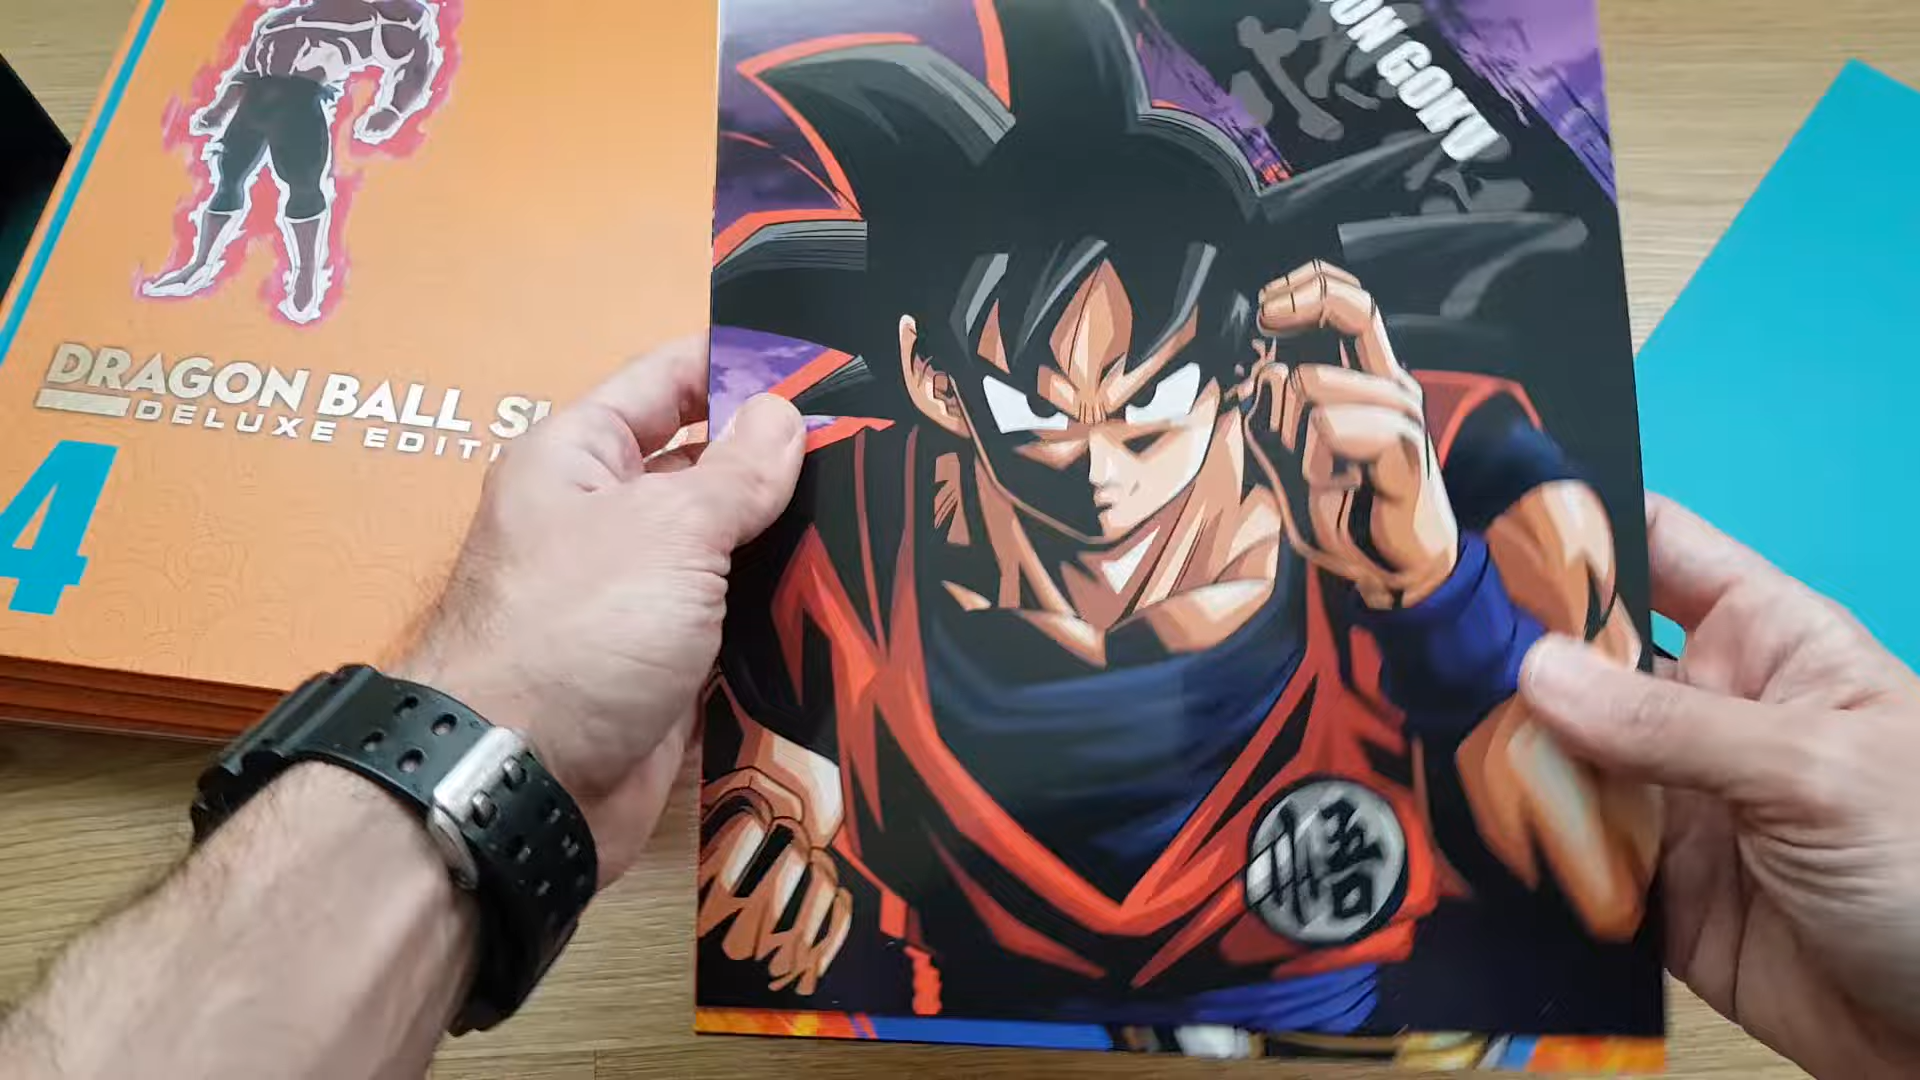 DRAGON BALL SU
DELUXE EDITI
4
ON GOKU
悟